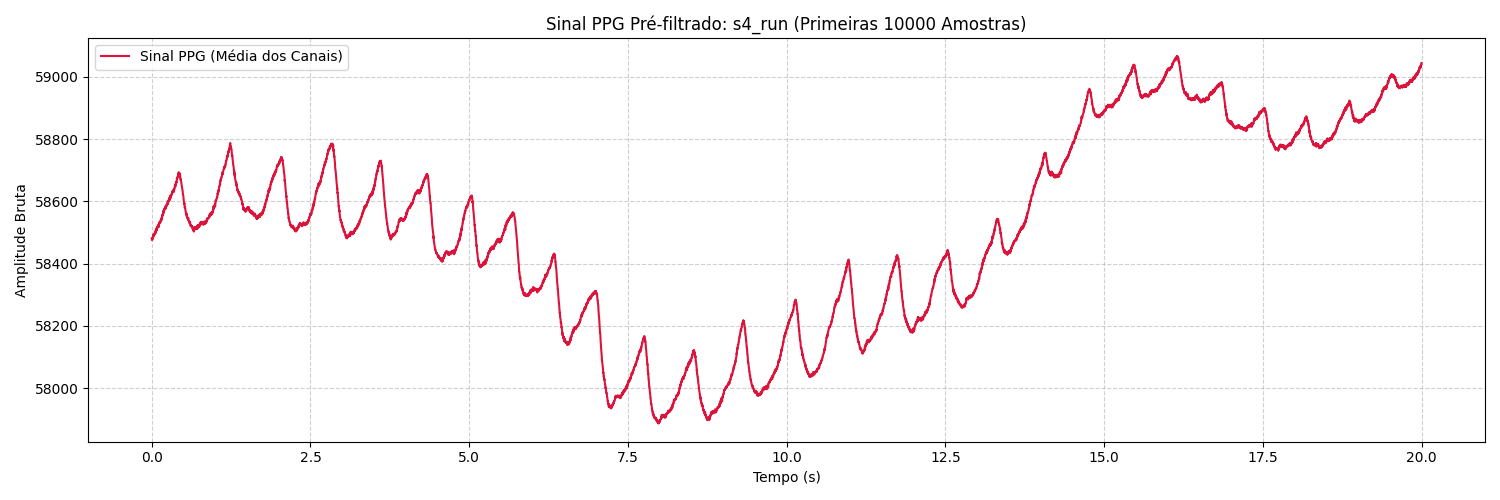 Sinal PPG Pré-filtrado: s4_run (Primeiras 10000 Amostras)
Sinal PPG (Média dos Canais)
Amplitude Bruta
59000
58800
58600
58400
58200
58000
0.0 2.5 5.0 7.5 10.0 12.5 15.0 17.5 20.0
Tempo (s)